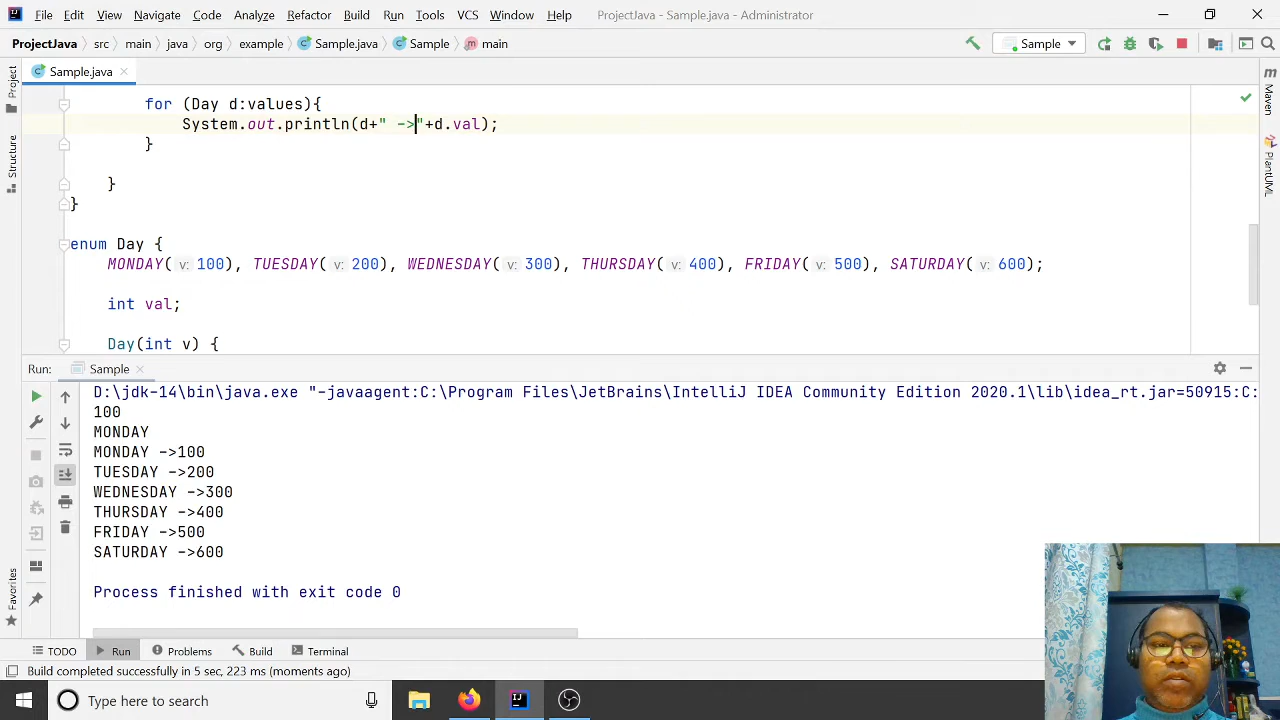 File Edit View Navigate Code Analyze Refactor Build Run Tools VCS Window Help ProjectJava - Sample.java - Administrator
ProjectJava src main java org example Sample.java Sample main Sample
Sample.java
for (Day d:values){
System.out.println(d+" ->"+d.val);
}
}
}
enum Day {
MONDAY( v: 100), TUESDAY( v: 200), WEDNESDAY( v: 300), THURSDAY( v: 400), FRIDAY( v: 500), SATURDAY( v: 600);
int val;
Day(int v) {
Project
Structure
Favorites
Maven
PlantUML
Run: Sample
D:\jdk-14\bin\java.exe "-javaagent:C:\Program Files\JetBrains\IntelliJ IDEA Community Edition 2020.1\lib\idea_rt.jar=50915:C:
100
MONDAY
MONDAY ->100
TUESDAY ->200
WEDNESDAY ->300
THURSDAY ->400
FRIDAY ->500
SATURDAY ->600
Process finished with exit code 0
TODO Run Problems Build Terminal
Build completed successfully in 5 sec, 223 ms (moments ago)
Type here to search